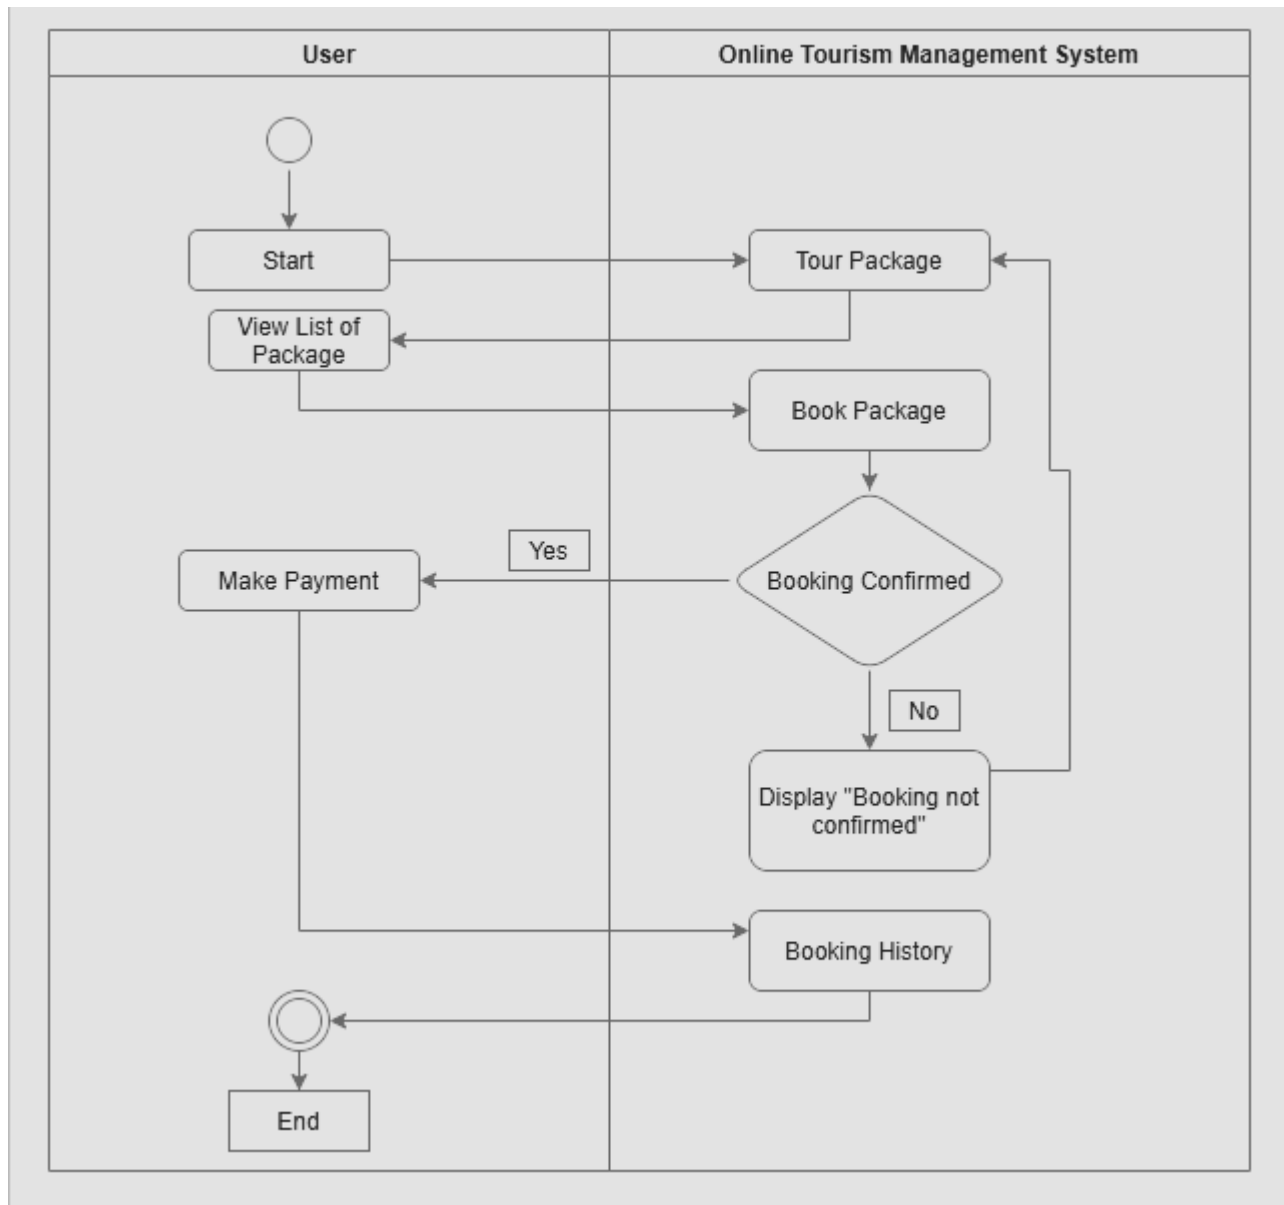 User
Online Tourism Management System
Start
Tour Package
View List of
Package
Book Package
Yes
Make Payment
Booking Confirmed
No
Display "Booking not
confirmed"
Booking History
End